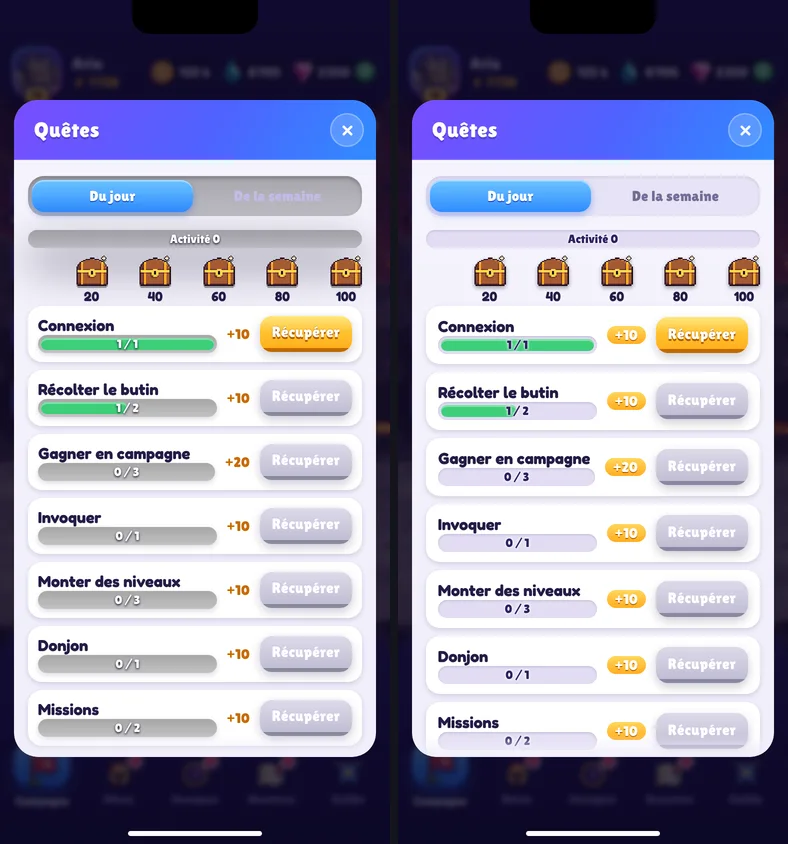 Quêtes
Du jour
De la semaine
Activité 0
20
40
60
80
100
Connexion
1/1
+10
Récupérer
Récolter le butin
1/2
+10
Récupérer
Gagner en campagne
0/3
+20
Récupérer
Invoquer
0/1
+10
Récupérer
Monter des niveaux
0/3
+10
Récupérer
Donjon
0/1
+10
Récupérer
Missions
0/2
+10
Récupérer
Quêtes
Du jour
De la semaine
Activité 0
20
40
60
80
100
Connexion
1/1
+10
Récupérer
Récolter le butin
1/2
+10
Récupérer
Gagner en campagne
0/3
+20
Récupérer
Invoquer
0/1
+10
Récupérer
Monter des niveaux
0/3
+10
Récupérer
Donjon
0/1
+10
Récupérer
Missions
0/2
+10
Récupérer